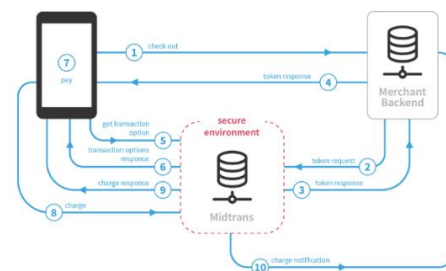 7
pay
1 check out
token response 4
Merchant
Backend
secure
environment
get transaction
option
5
transaction options
response
6
token request 2
charge response 9
3 token response
Midtrans
8 charge
10 charge notification